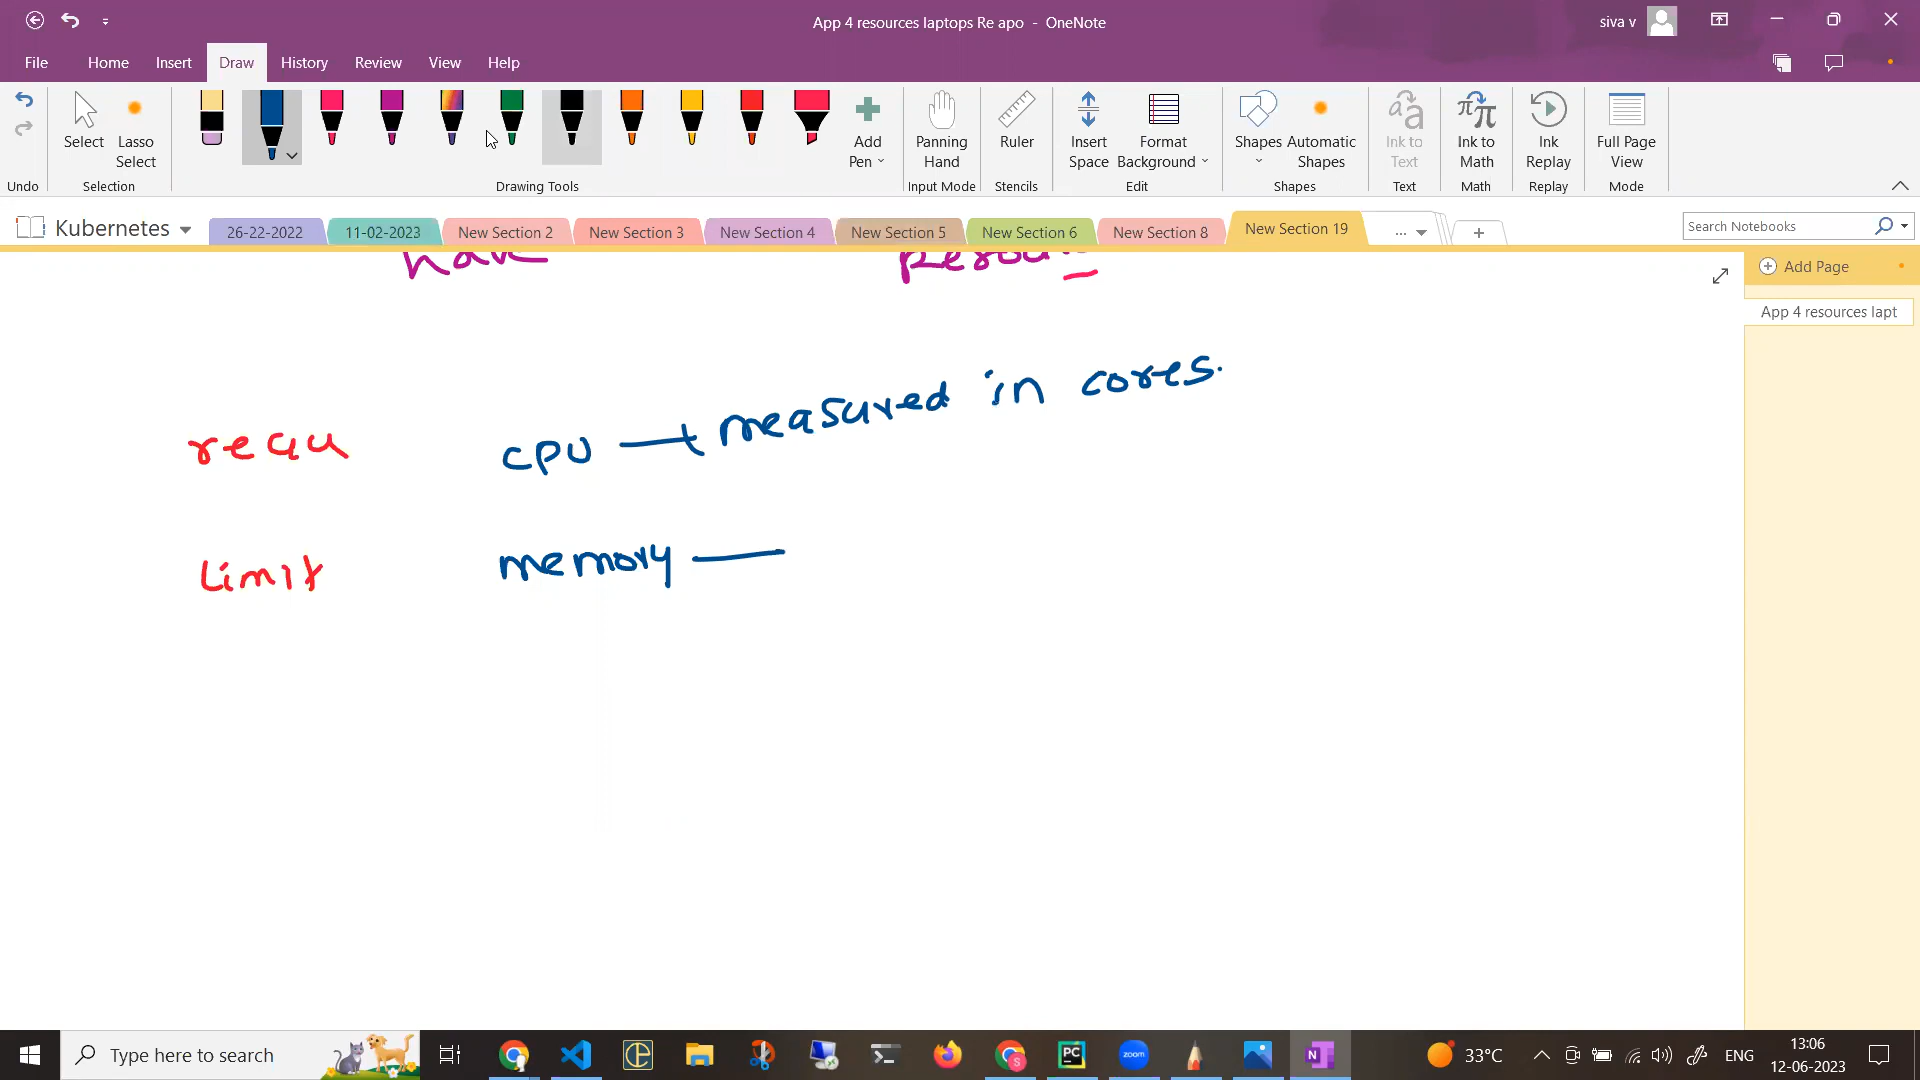 App 4 resources laptops Re apo - OneNote
siva v
File Home Insert Draw History Review View Help
Select
Lasso Select
Add Pen
Panning Hand
Ruler
Insert Space
Format Background
Shapes
Automatic Shapes
Ink to Text
Ink to Math
Ink Replay
Full Page View
Undo Selection Drawing Tools Input Mode Stencils Edit Shapes Text Math Replay Mode
Kubernetes 26-22-2022 11-02-2023 New Section 2 New Section 3 New Section 4 New Section 5 New Section 6 New Section 8 New Section 19 ... + Search Notebooks
Add Page
App 4 resources lapt
have
requ
CPU measured in cores.
Limit
memory
Type here to search
zoom
33°C
ENG
13:06
12-06-2023